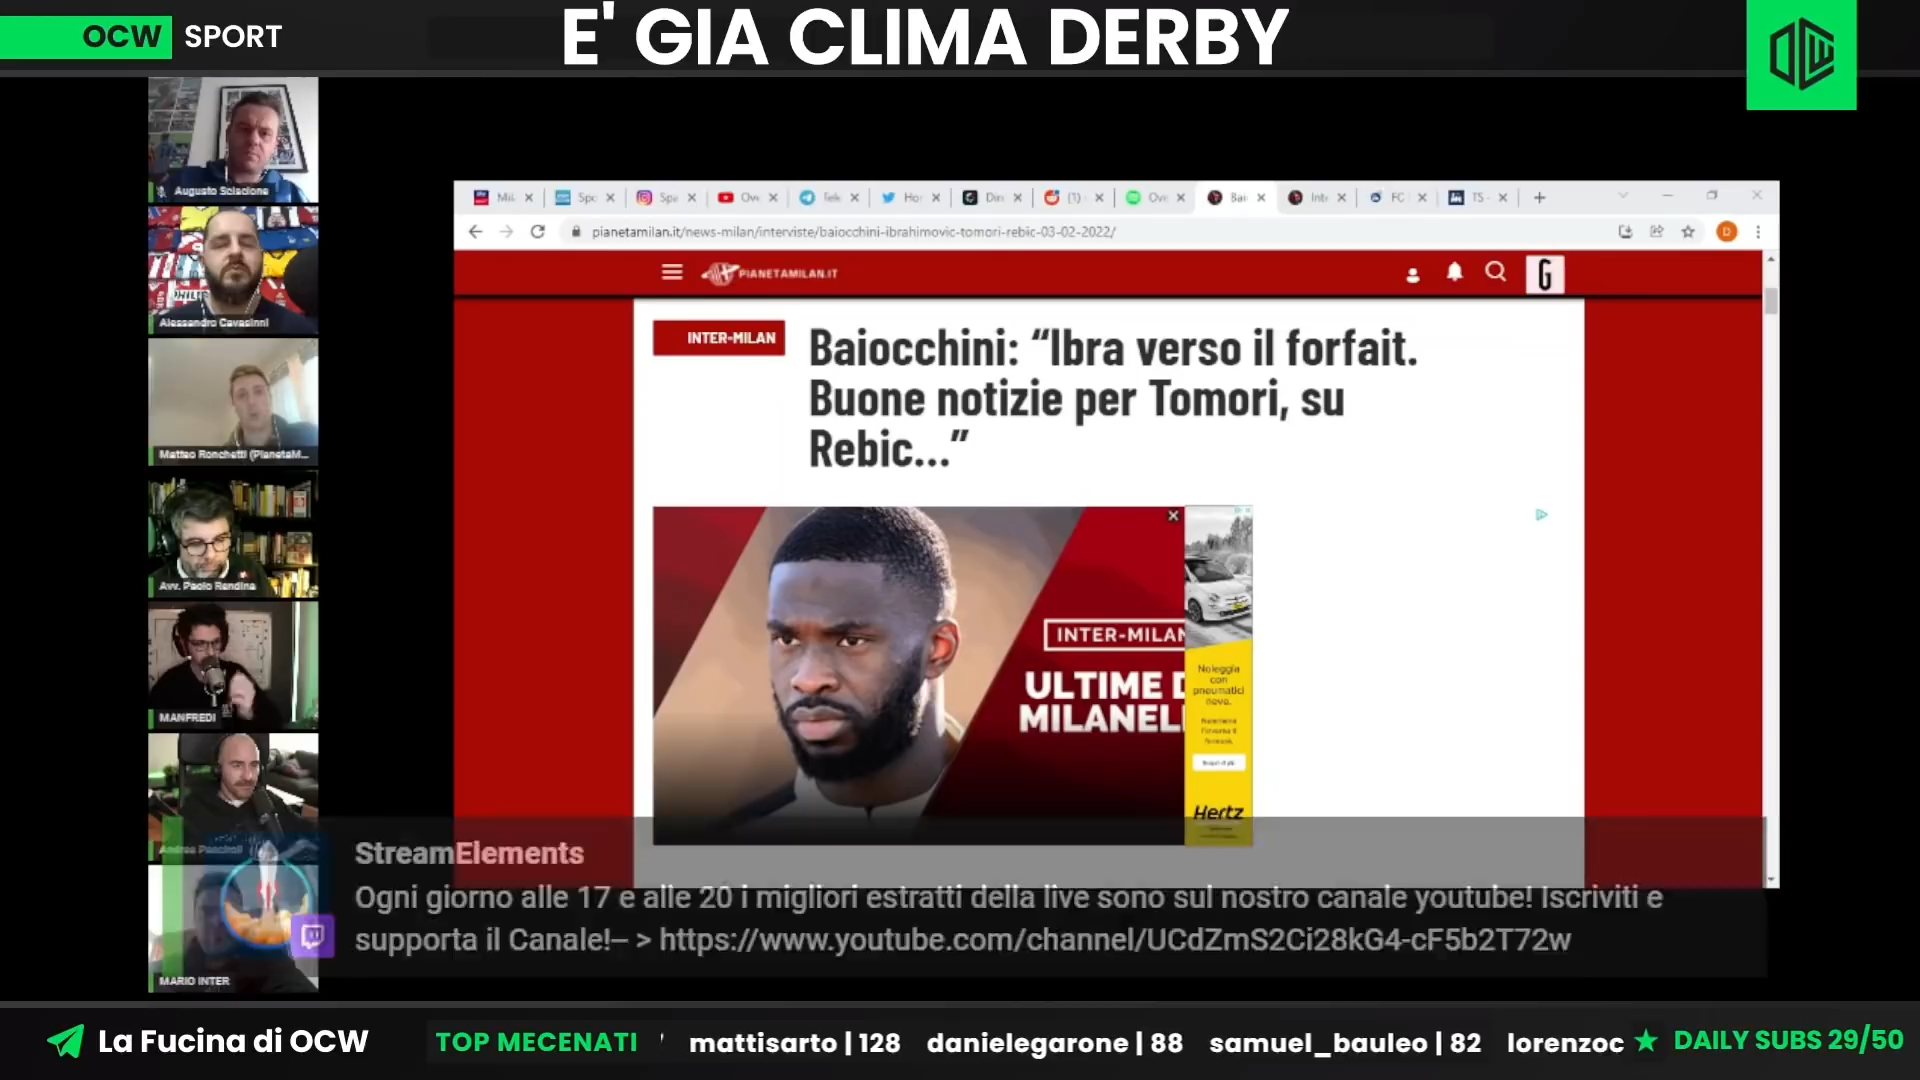 OCW SPORT
E' GIA CLIMA DERBY
Augusto Sciscione
Alessandro Cavasinni
Matteo Ronchetti (PianetaM...
Avv. Paolo Rendina
MANFREDI
MARIO INTER
pianetamilan.it/news-milan/interviste/baiocchini-ibrahimovic-tomori-rebic-03-02-2022/
PIANETAMILAN.IT
G
INTER-MILAN
Baiocchini: “Ibra verso il forfait.
Buone notizie per Tomori, su
Rebic...”
INTER-MILAN
ULTIME D
MILANEL
Noleggia
con
pneumatici
neve.
Hertz
StreamElements
Ogni giorno alle 17 e alle 20 i migliori estratti della live sono sul nostro canale youtube! Iscriviti e
supporta il Canale!– > https://www.youtube.com/channel/UCdZmS2Ci28kG4-cF5b2T72w
La Fucina di OCW
TOP MECENATI
mattisarto | 128 danielegarone | 88 samuel_bauleo | 82 lorenzoc
DAILY SUBS 29/50